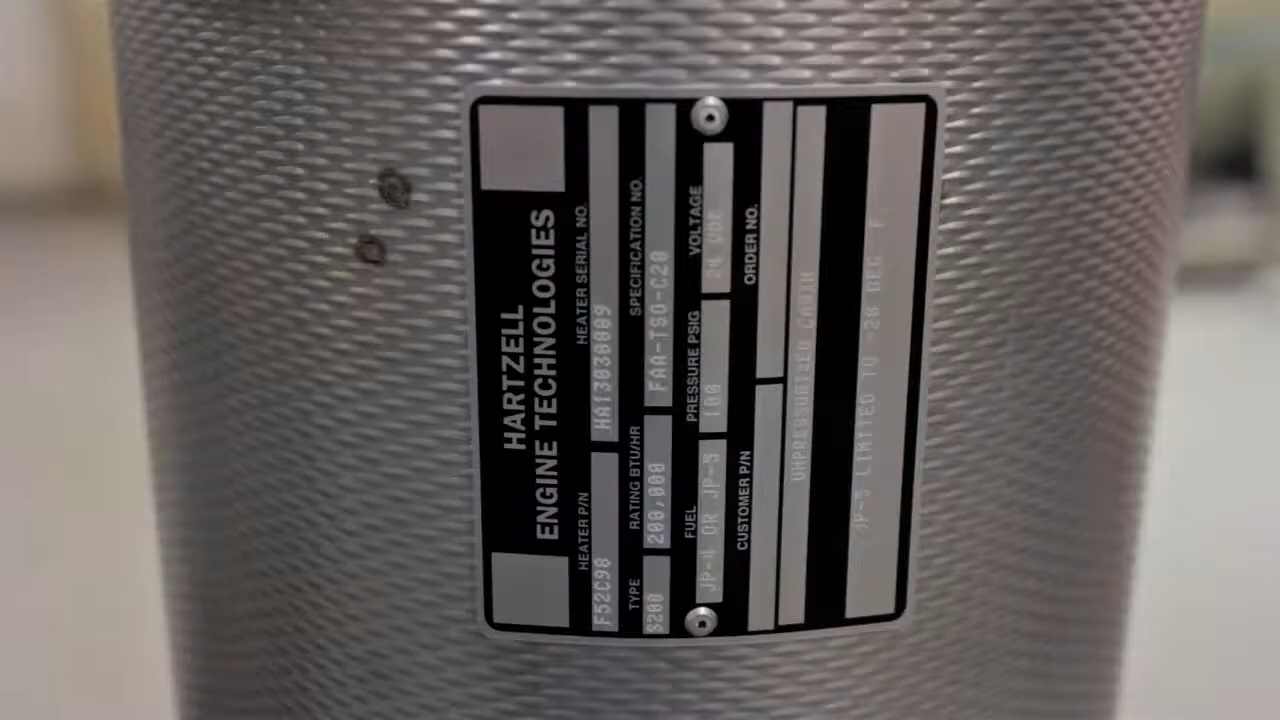 HARTZELL
ENGINE TECHNOLOGIES
HEATER P/N HEATER SERIAL NO.
F52C98 HA13030009
TYPE RATING BTU/HR SPECIFICATION NO.
S200 200,000 FAA-TSO-C20
FUEL PRESSURE PSIG VOLTAGE
JP-4 OR JP-5 100 24 VDC
CUSTOMER P/N ORDER NO.
UNPRESSURIZED CABIN
JP-5 LIMITED TO -20 DEG F